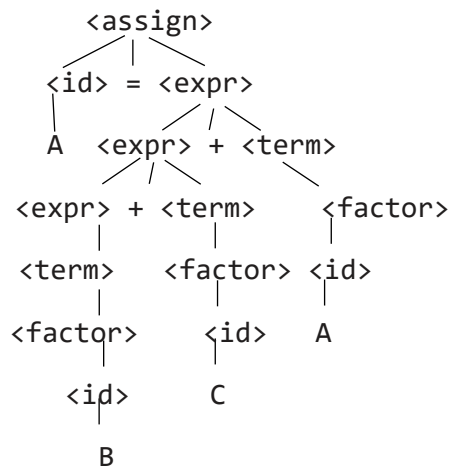 <assign>
<id> = <expr>
A <expr> + <term>
<expr> + <term> <factor>
<term> <factor> <id>
<factor> <id> A
<id> C
B